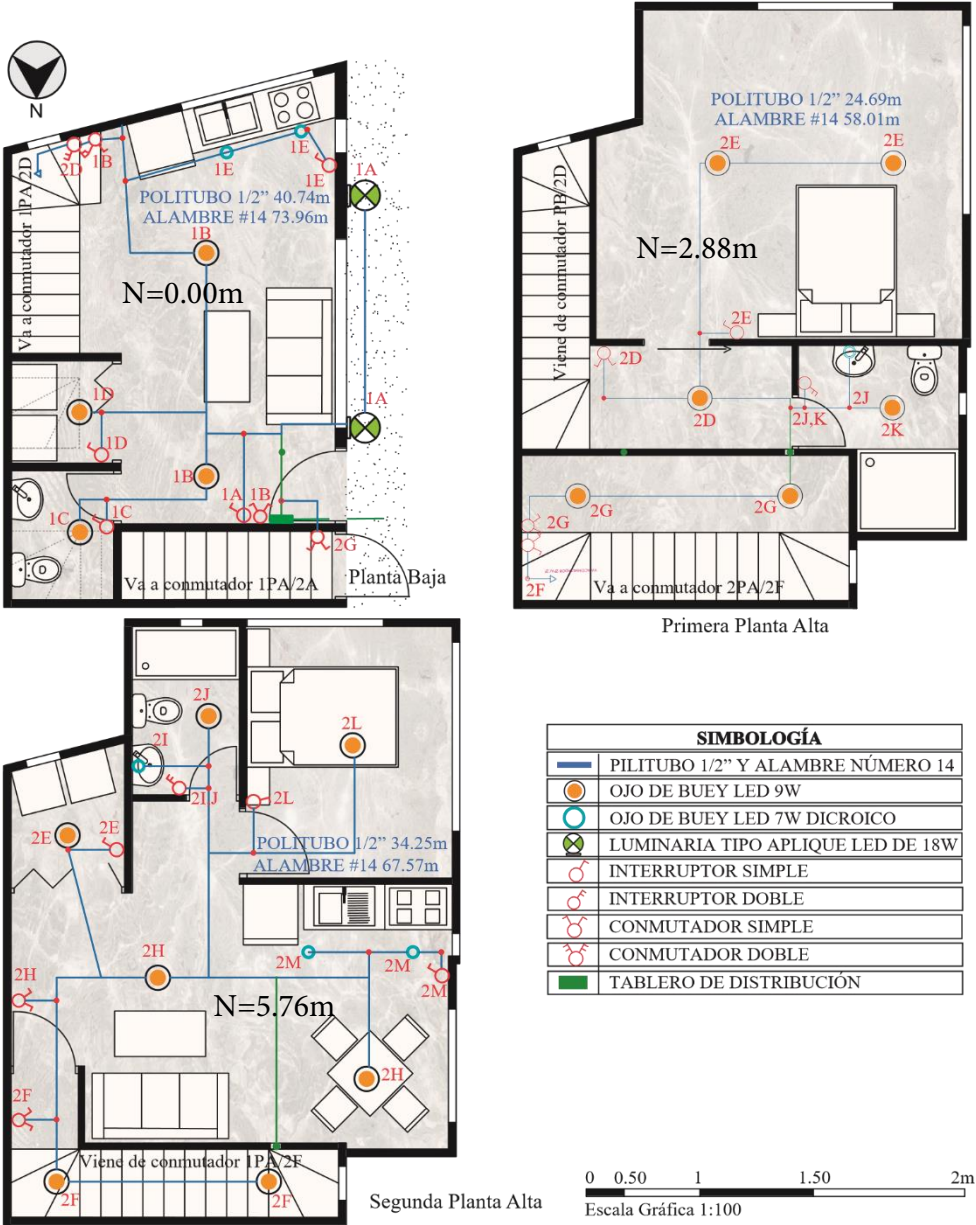 N
2D
1B
1E
1E
1E
1A
Va a conmutador 1PA/2D
POLITUBO 1/2” 40.74m
ALAMBRE #14 73.96m
1B
N=0.00m
1D
1D
1A
1B
1A
1B
1C
1C
2G
Va a conmutador 1PA/2A
Planta Baja
POLITUBO 1/2” 24.69m
ALAMBRE #14 58.01m
2E
2E
Viene de conmutador PB/2D
N=2.88m
2E
2D
2D
2J
2J,K
2K
2G
2G
2G
2F
Va a conmutador 2PA/2F
Primera Planta Alta
2J
2I
2L
2IJ
2L
2E
2E
POLITUBO 1/2” 34.25m
ALAMBRE #14 67.57m
2H
2M
2M
2M
2H
N=5.76m
2H
2F
Viene de conmutador 1PA/2F
2F
2F
Segunda Planta Alta
SIMBOLOGÍA
PILITUBO 1/2” Y ALAMBRE NÚMERO 14
OJO DE BUEY LED 9W
OJO DE BUEY LED 7W DICROICO
LUMINARIA TIPO APLIQUE LED DE 18W
INTERRUPTOR SIMPLE
INTERRUPTOR DOBLE
CONMUTADOR SIMPLE
CONMUTADOR DOBLE
TABLERO DE DISTRIBUCIÓN
0 0.50 1 1.50 2m
Escala Gráfica 1:100